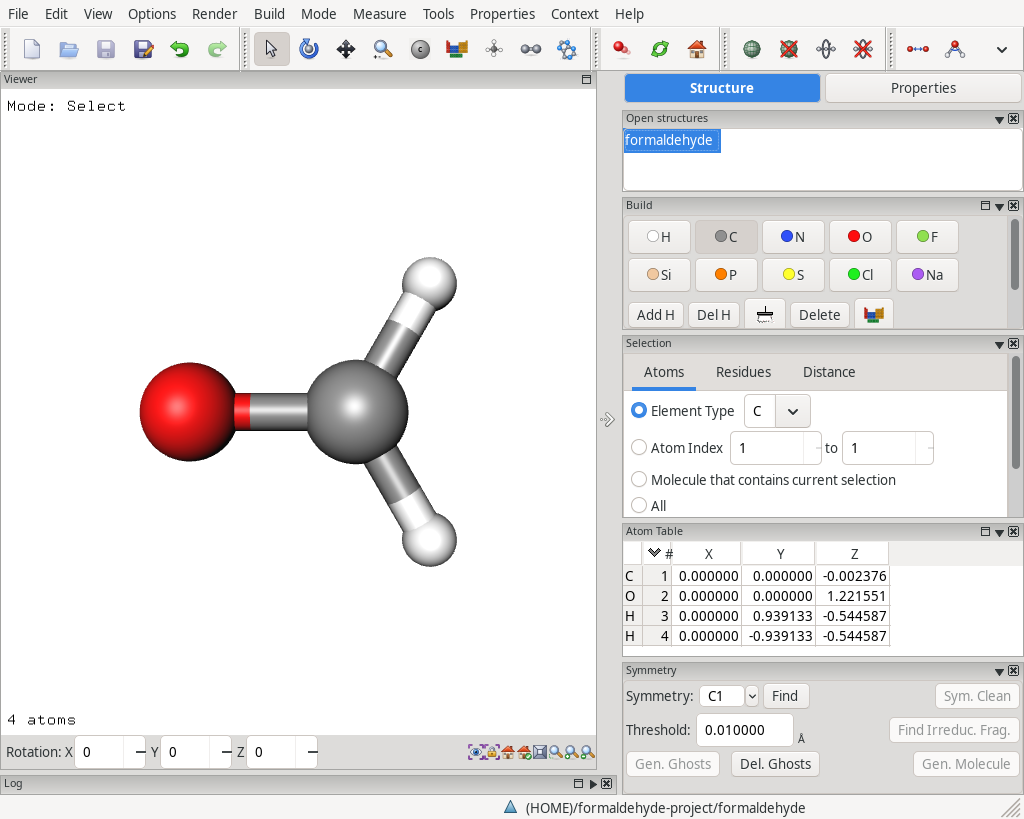 File Edit View Options Render Build Mode Measure Tools Properties Context Help
C
Viewer
Mode: Select
4 atoms
Rotation: X 0 Y 0 Z 0
Log
Structure Properties
Open structures
formaldehyde
Build
H C N O F
Si P S Cl Na
Add H Del H Delete
Selection
Atoms Residues Distance
Element Type C
Atom Index 1 to 1
Molecule that contains current selection
All
Atom Table
# X Y Z
C 1 0.000000 0.000000 -0.002376
O 2 0.000000 0.000000 1.221551
H 3 0.000000 0.939133 -0.544587
H 4 0.000000 -0.939133 -0.544587
Symmetry
Symmetry: C1 Find Sym. Clean
Threshold: 0.010000 Å Find Irreduc. Frag.
Gen. Ghosts Del. Ghosts Gen. Molecule
(HOME)/formaldehyde-project/formaldehyde